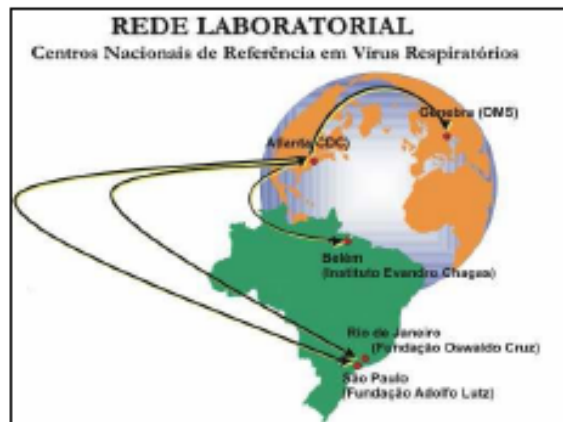 REDE LABORATORIAL
Centros Nacionais de Referência em Vírus Respiratórios
Genebra (OMS)
Atlanta CDC)
Belém
(Instituto Evandro Chagas)
Rio de Janeiro
(Fundação Oswaldo Cruz)
São Paulo
(Fundação Adolfo Lutz)